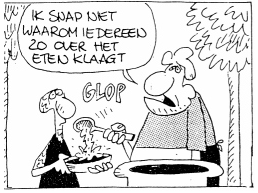 IK SNAP NIET
WAAROM IEDEREEN
ZO OVER HET
ETEN KLAAGT
GLOP